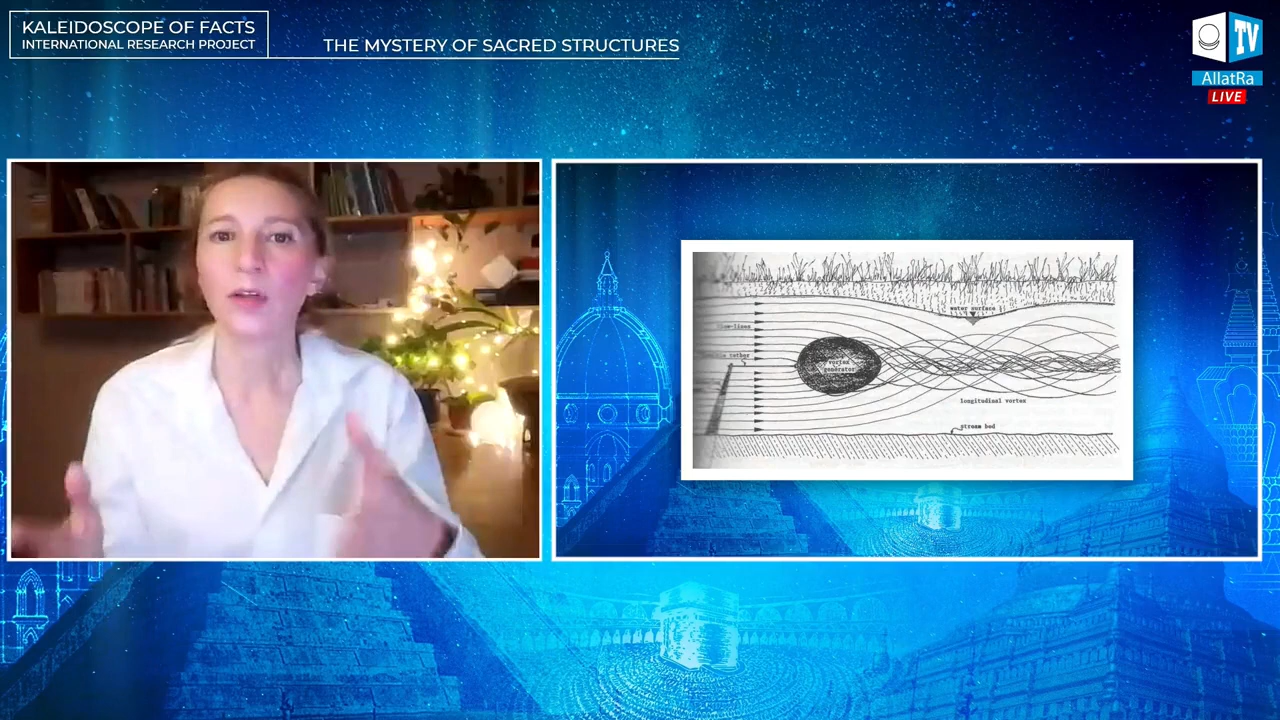 KALEIDOSCOPE OF FACTS
INTERNATIONAL RESEARCH PROJECT
THE MYSTERY OF SACRED STRUCTURES
TV
AllatRa
LIVE
water surface
vortex
generator
longitudinal vortex
stream bed